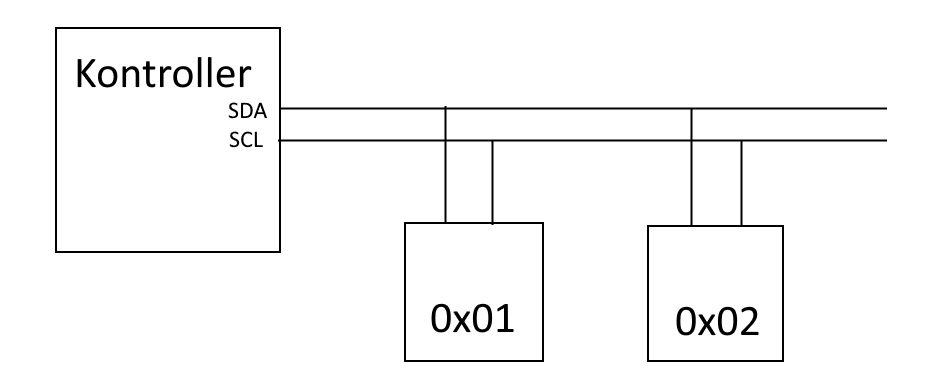 Kontroller
SDA
SCL
0x01
0x02